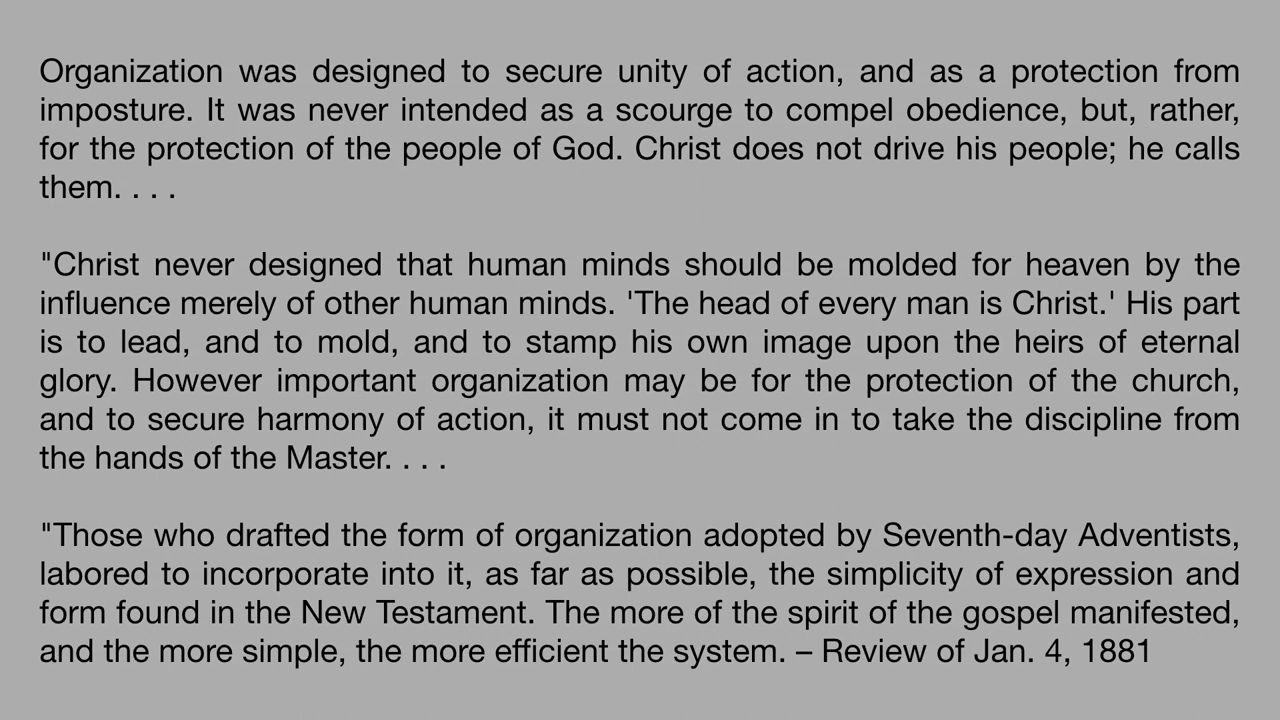 Organization was designed to secure unity of action, and as a protection from
imposture. It was never intended as a scourge to compel obedience, but, rather,
for the protection of the people of God. Christ does not drive his people; he calls
them. . . .
"Christ never designed that human minds should be molded for heaven by the
influence merely of other human minds. 'The head of every man is Christ.' His part
is to lead, and to mold, and to stamp his own image upon the heirs of eternal
glory. However important organization may be for the protection of the church,
and to secure harmony of action, it must not come in to take the discipline from
the hands of the Master. . . .
"Those who drafted the form of organization adopted by Seventh-day Adventists,
labored to incorporate into it, as far as possible, the simplicity of expression and
form found in the New Testament. The more of the spirit of the gospel manifested,
and the more simple, the more efficient the system. – Review of Jan. 4, 1881